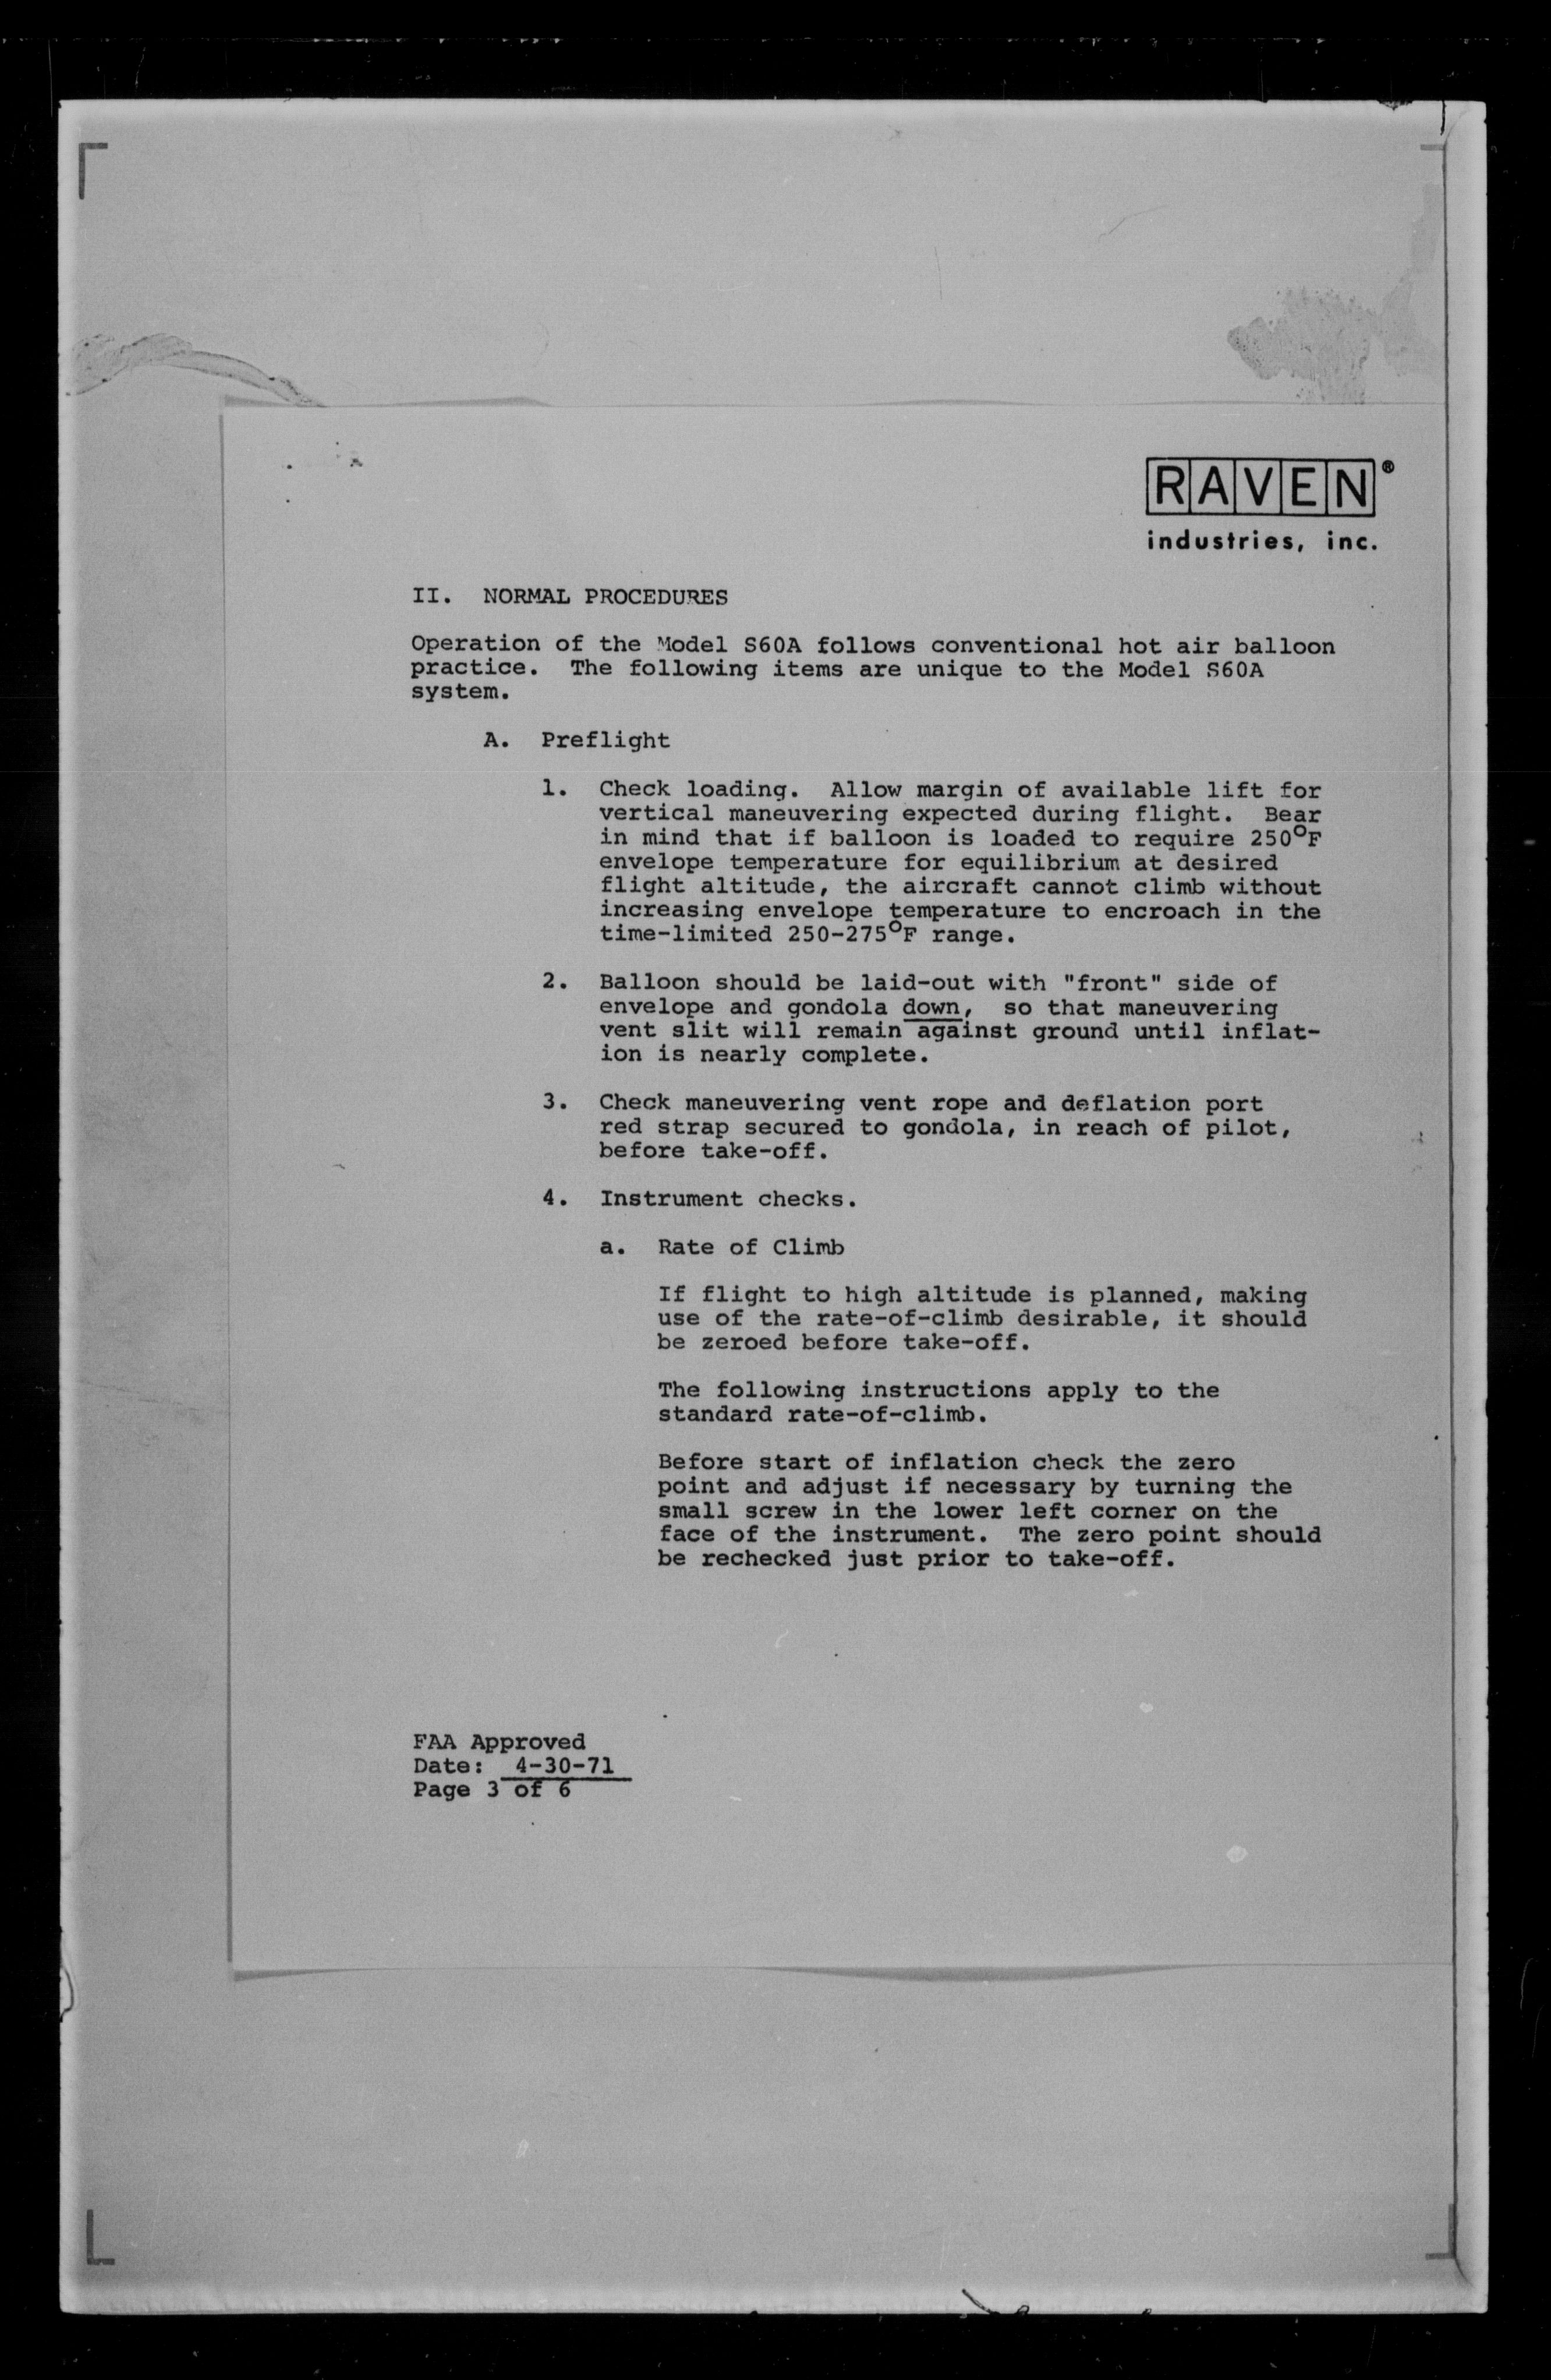 RAVEN®
industries, inc.
II. NORMAL PROCEDURES
Operation of the Model S60A follows conventional hot air balloon
practice. The following items are unique to the Model S60A
system.
A. Preflight
1. Check loading. Allow margin of available lift for
vertical maneuvering expected during flight. Bear
in mind that if balloon is loaded to require 250°F
envelope temperature for equilibrium at desired
flight altitude, the aircraft cannot climb without
increasing envelope temperature to encroach in the
time-limited 250-275°F range.
2. Balloon should be laid-out with "front" side of
envelope and gondola down, so that maneuvering
vent slit will remain against ground until inflat-
ion is nearly complete.
3. Check maneuvering vent rope and deflation port
red strap secured to gondola, in reach of pilot,
before take-off.
4. Instrument checks.
a. Rate of Climb
If flight to high altitude is planned, making
use of the rate-of-climb desirable, it should
be zeroed before take-off.
The following instructions apply to the
standard rate-of-climb.
Before start of inflation check the zero
point and adjust if necessary by turning the
small screw in the lower left corner on the
face of the instrument. The zero point should
be rechecked just prior to take-off.
FAA Approved
Date: 4-30-71
Page 3 of 6